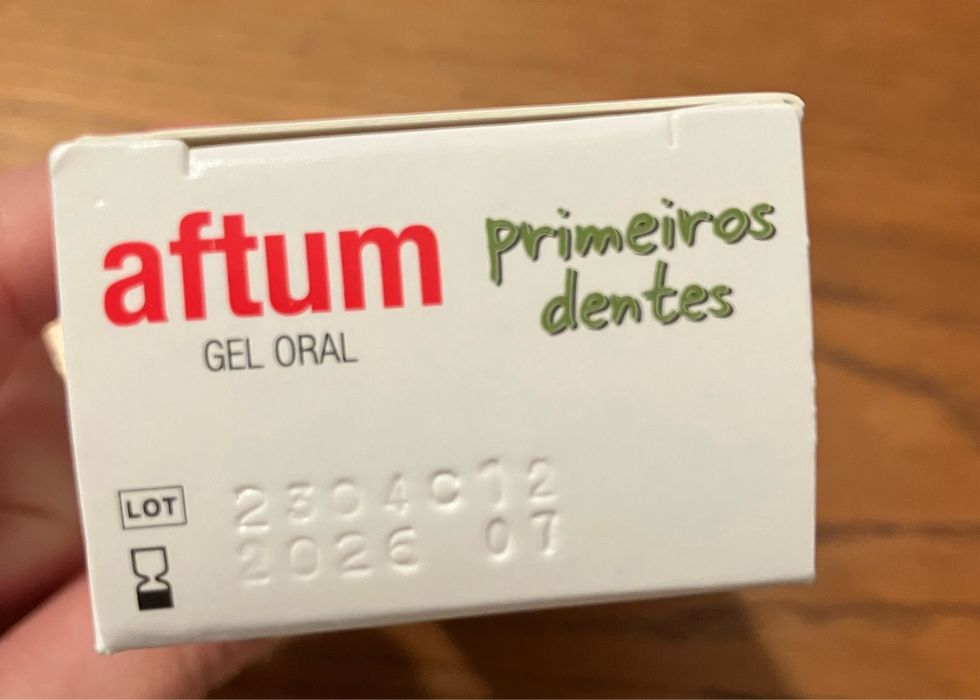 aftum
GEL ORAL
primeiros
dentes
LOT 2304C12
2026 07